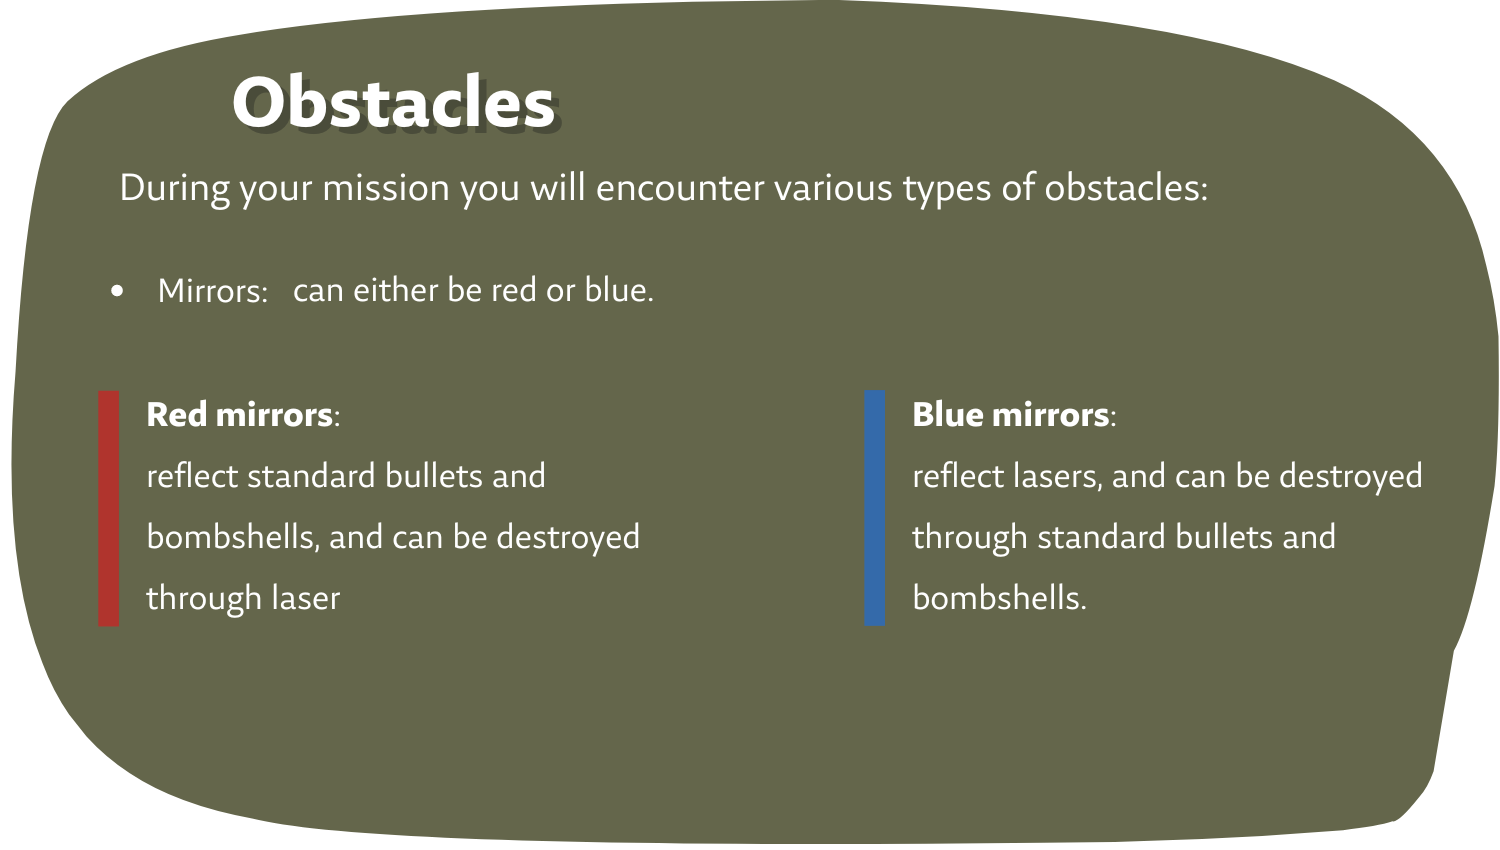 Obstacles
During your mission you will encounter various types of obstacles:
• Mirrors: can either be red or blue.
Red mirrors:
reflect standard bullets and
bombshells, and can be destroyed
through laser
Blue mirrors:
reflect lasers, and can be destroyed
through standard bullets and
bombshells.